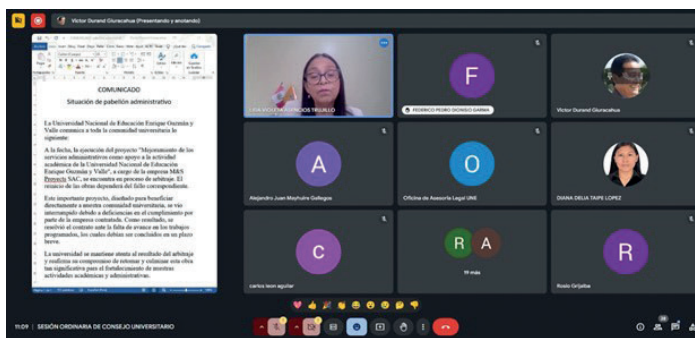 Victor Durand Giuracahua (Presentando y anotando)
COMUNICADO
Situación de pabellón administrativo
La Universidad Nacional de Educación Enrique Guzmán y
Valle comunica a toda la comunidad universitaria lo
siguiente:
A la fecha, la ejecución del proyecto "Mejoramiento de los
servicios administrativos como apoyo a la actividad
académica de la Universidad Nacional de Educación
Enrique Guzmán y Valle", a cargo de la empresa M&S
Proyects SAC, se encuentra en proceso de arbitraje. El
reinicio de las obras dependerá del fallo correspondiente.
Este importante proyecto, diseñado para beneficiar
directamente a nuestra comunidad universitaria, se vio
interrumpido debido a deficiencias en el cumplimiento por
parte de la empresa contratada. Como resultado, se
resolvió el contrato ante la falta de avance en los trabajos
programados, los cuales debían ser concluidos en un plazo
breve.
La universidad se mantiene atenta al resultado del arbitraje
y reafirma su compromiso de retomar y culminar esta obra
tan significativa para el fortalecimiento de nuestras
actividades académicas y administrativas.
TRUJILLO
F
FEDERICO PEDRO DIONISIO GARMA
Victor Durand Giuracahua
A
Alejandro Juan Mayhuire Gallegos
O
Oficina de Asesoría Legal UNE
DIANA DELIA TAIPE LOPEZ
C
carlos leon aguilar
R A
19 más
R
Rosio Grijalba
11:09 | SESIÓN ORDINARIA DE CONSEJO UNIVERSITARIO
28